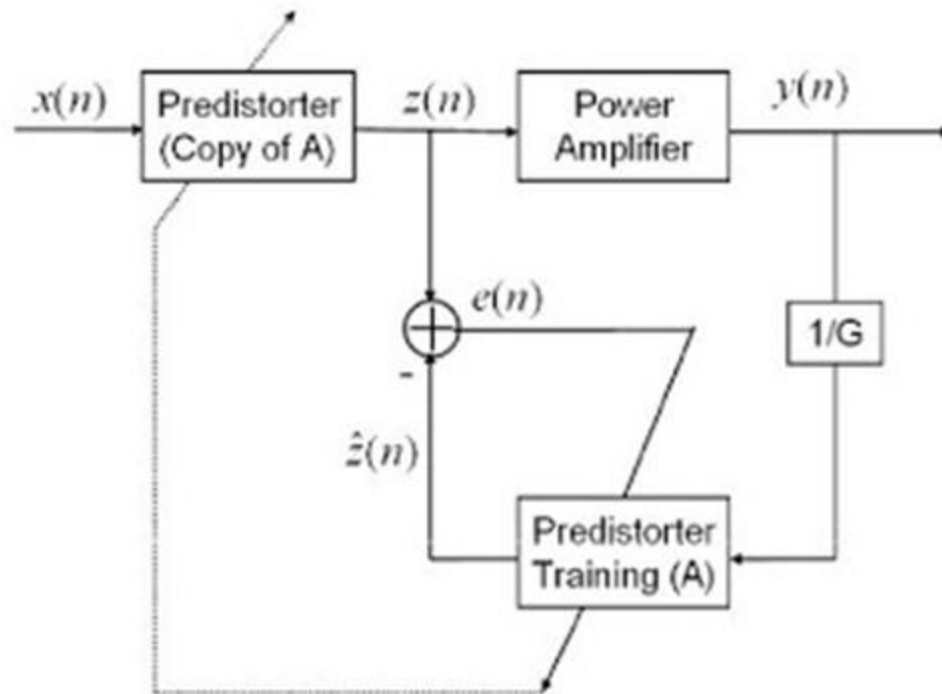 x(n)
Predistorter
(Copy of A)
z(n)
Power
Amplifier
y(n)
e(n)
1/G
-
ẑ(n)
Predistorter
Training (A)